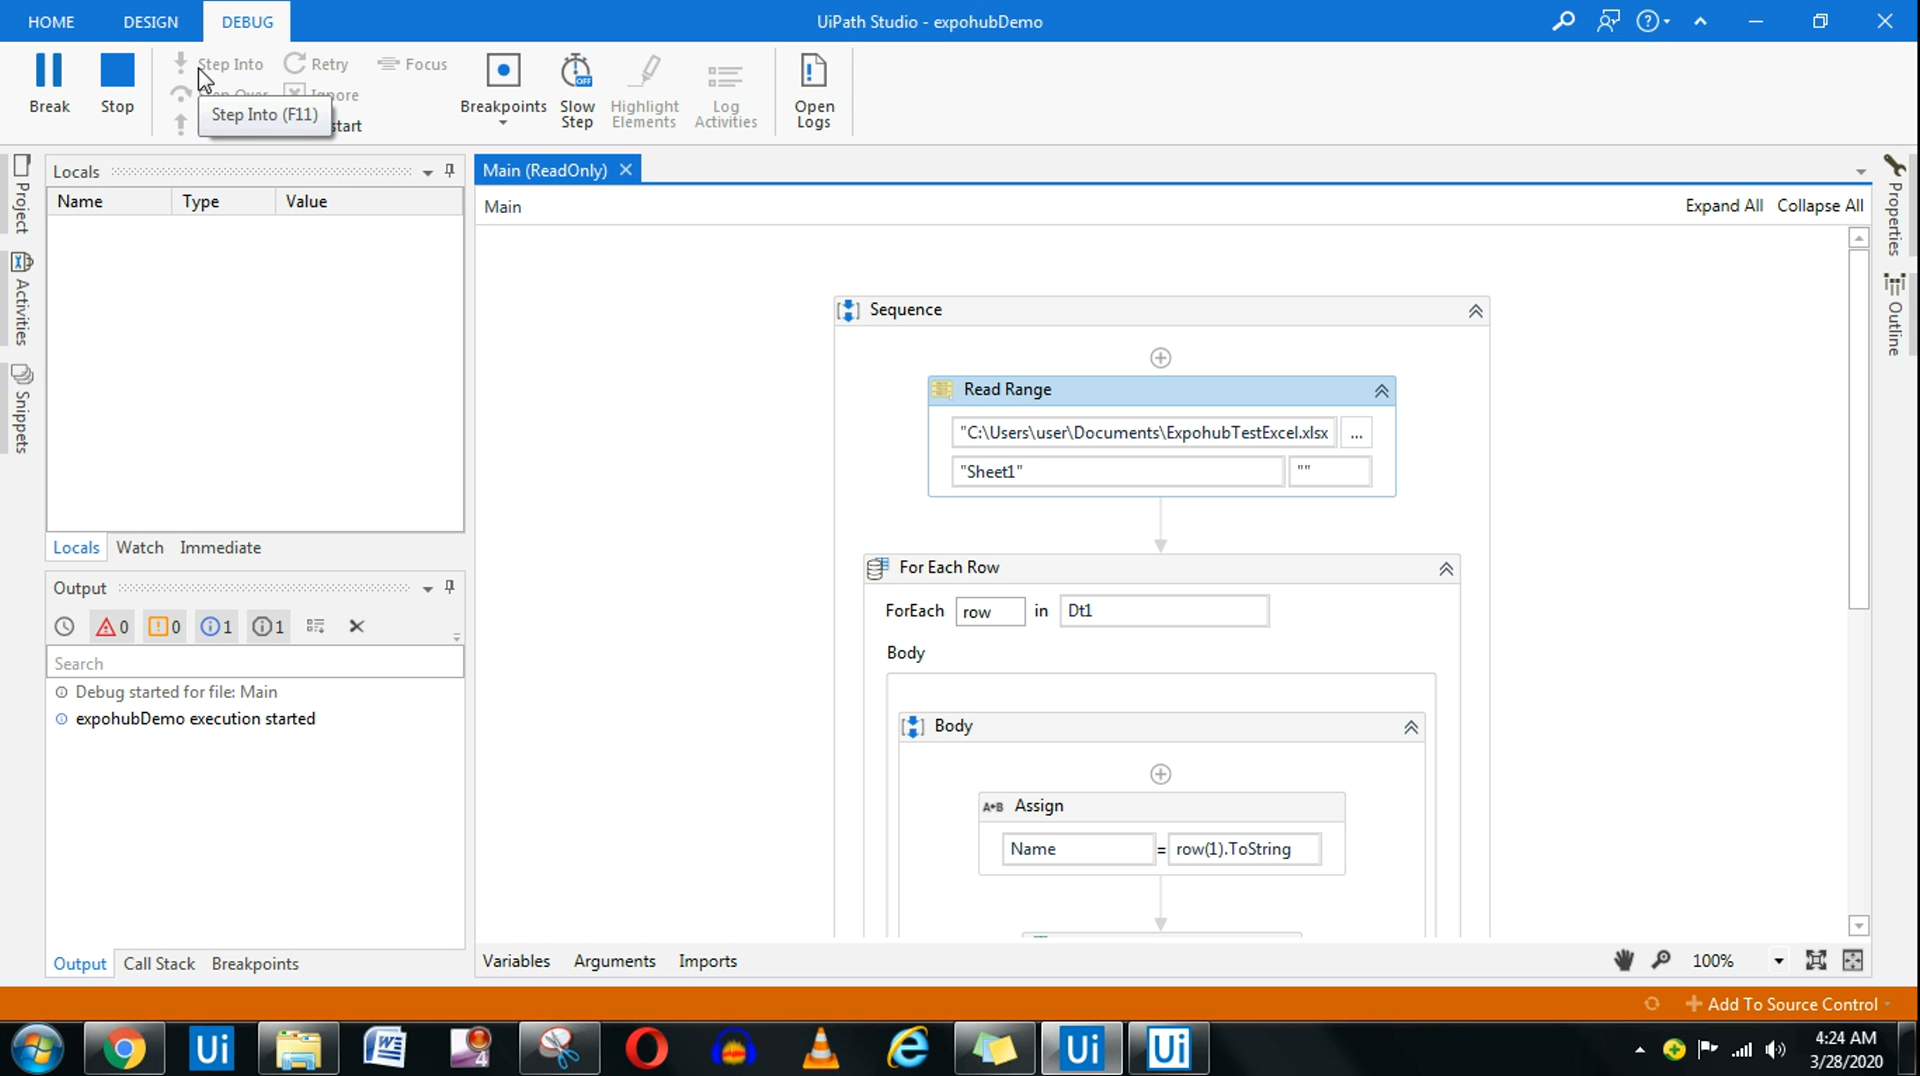 HOME DESIGN DEBUG UiPath Studio - expohubDemo
Break Stop
Step Into Retry Focus
Ignore
Step Into (F11)
Breakpoints Slow Step Highlight Elements Log Activities Open Logs
Project
Activities
Snippets
Locals
Name Type Value
Locals Watch Immediate
Output
0 0 1 1
Search
Debug started for file: Main
expohubDemo execution started
Output Call Stack Breakpoints
Main (ReadOnly)
Main Expand All Collapse All
Sequence
Read Range
"C:\Users\user\Documents\ExpohubTestExcel.xlsx ...
"Sheet1" ""
For Each Row
ForEach row in Dt1
Body
Body
A+B Assign
Name = row(1).ToString
Variables Arguments Imports 100%
Properties
Outline
Add To Source Control
4:24 AM
3/28/2020